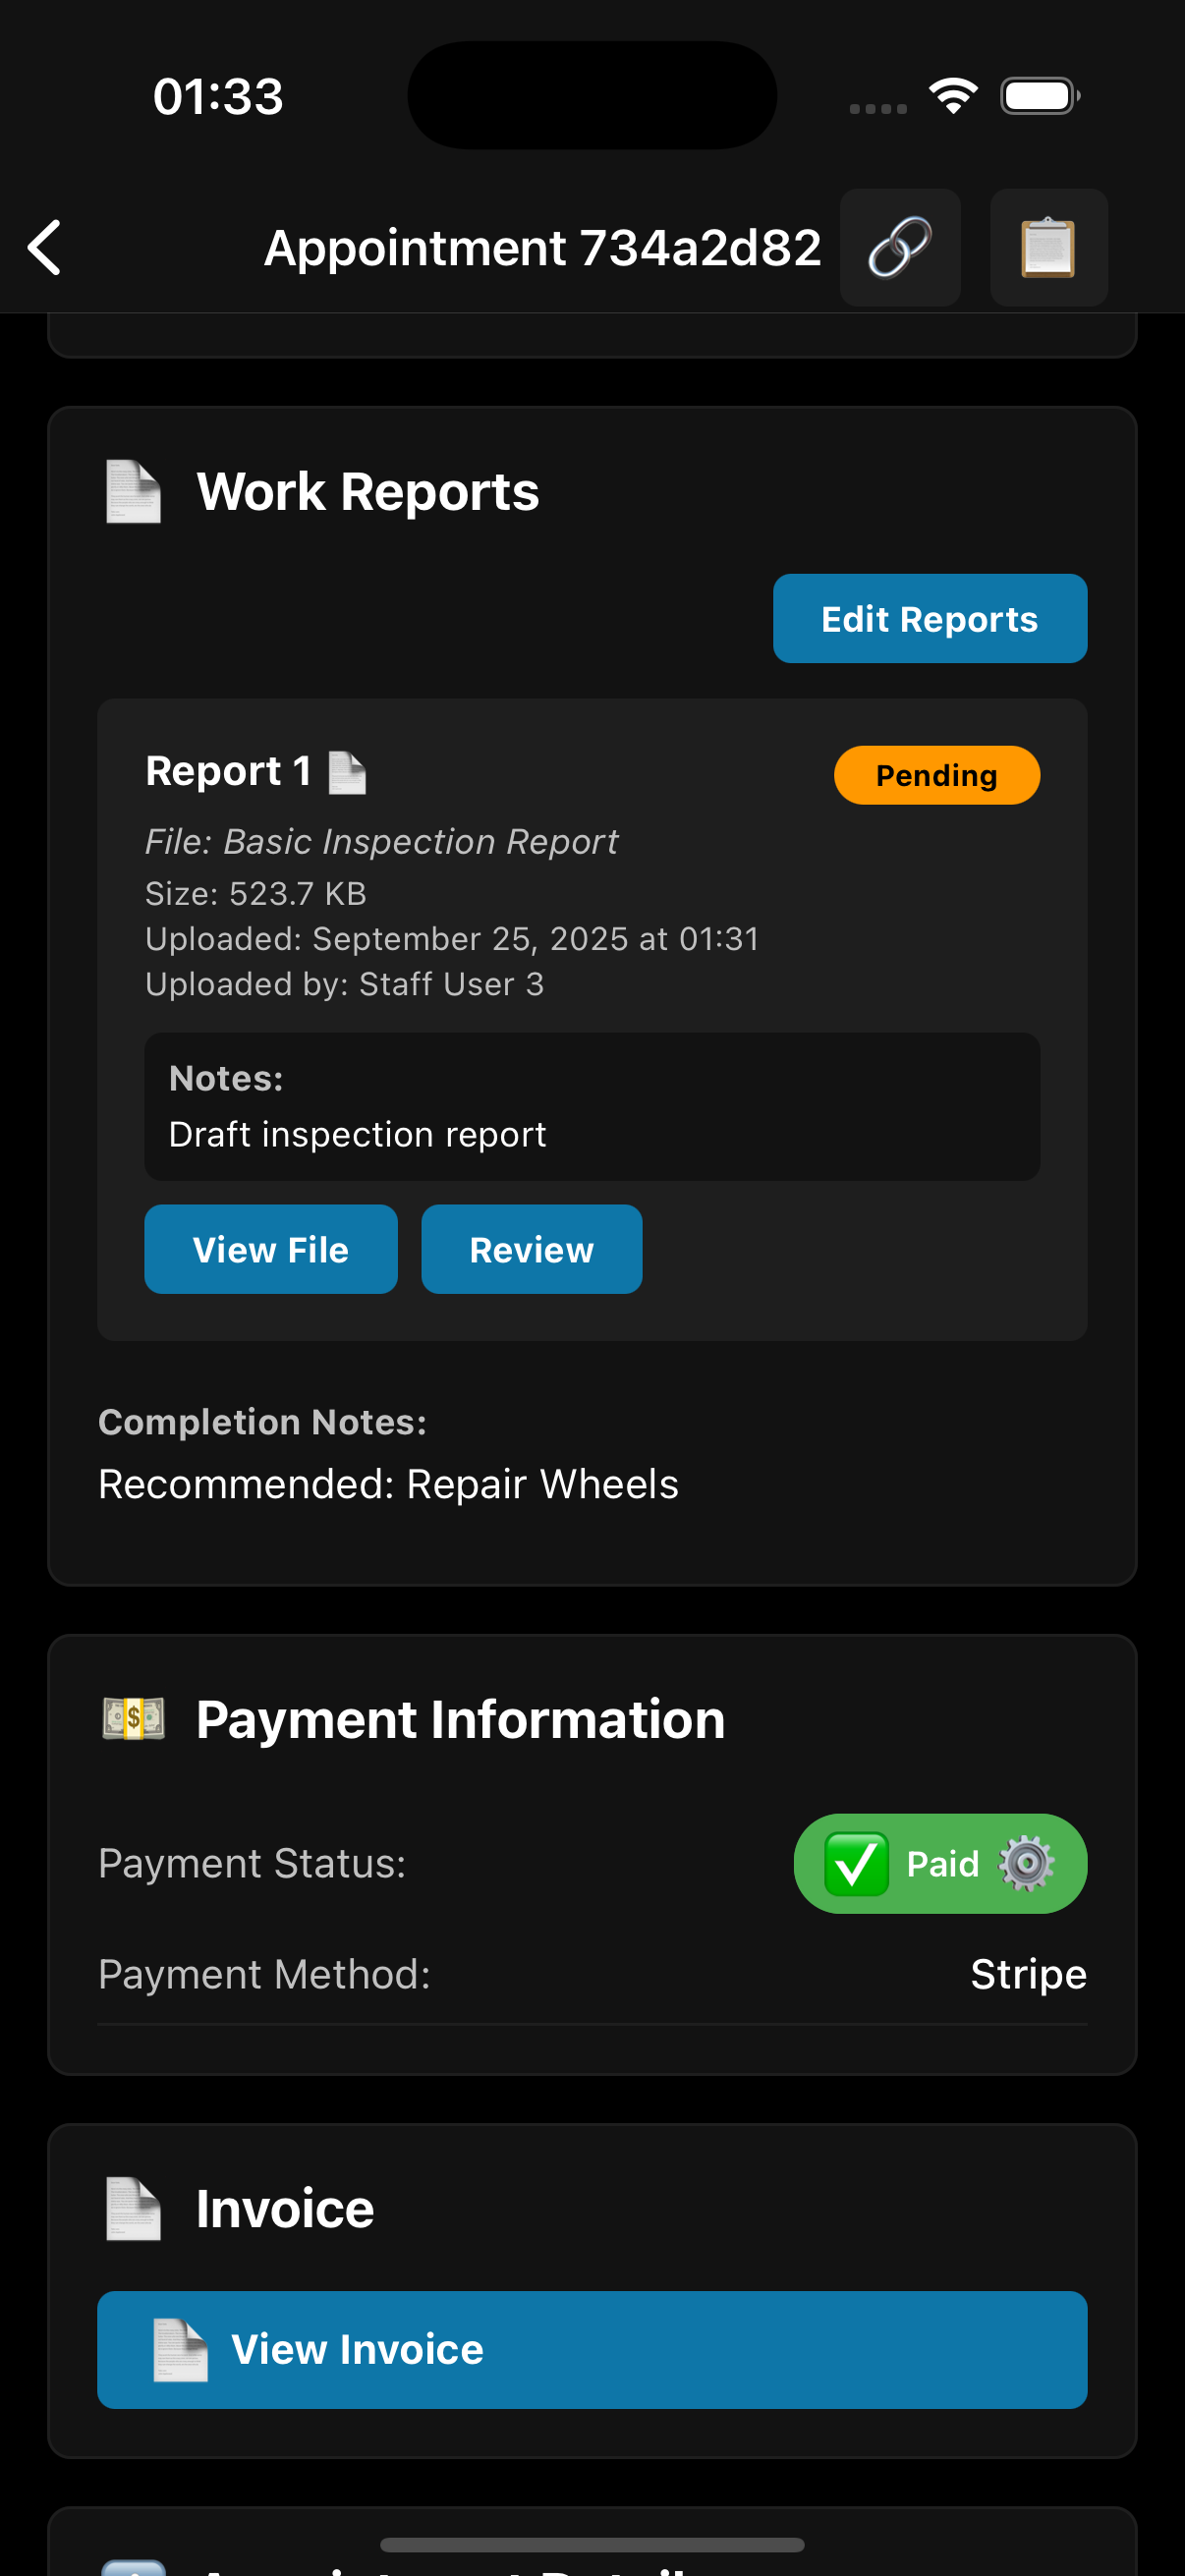 01:33
Appointment 734a2d82
Work Reports
Edit Reports
Report 1
Pending
File: Basic Inspection Report
Size: 523.7 KB
Uploaded: September 25, 2025 at 01:31
Uploaded by: Staff User 3
Notes:
Draft inspection report
View File
Review
Completion Notes:
Recommended: Repair Wheels
Payment Information
Payment Status:
Paid
Payment Method:
Stripe
Invoice
View Invoice